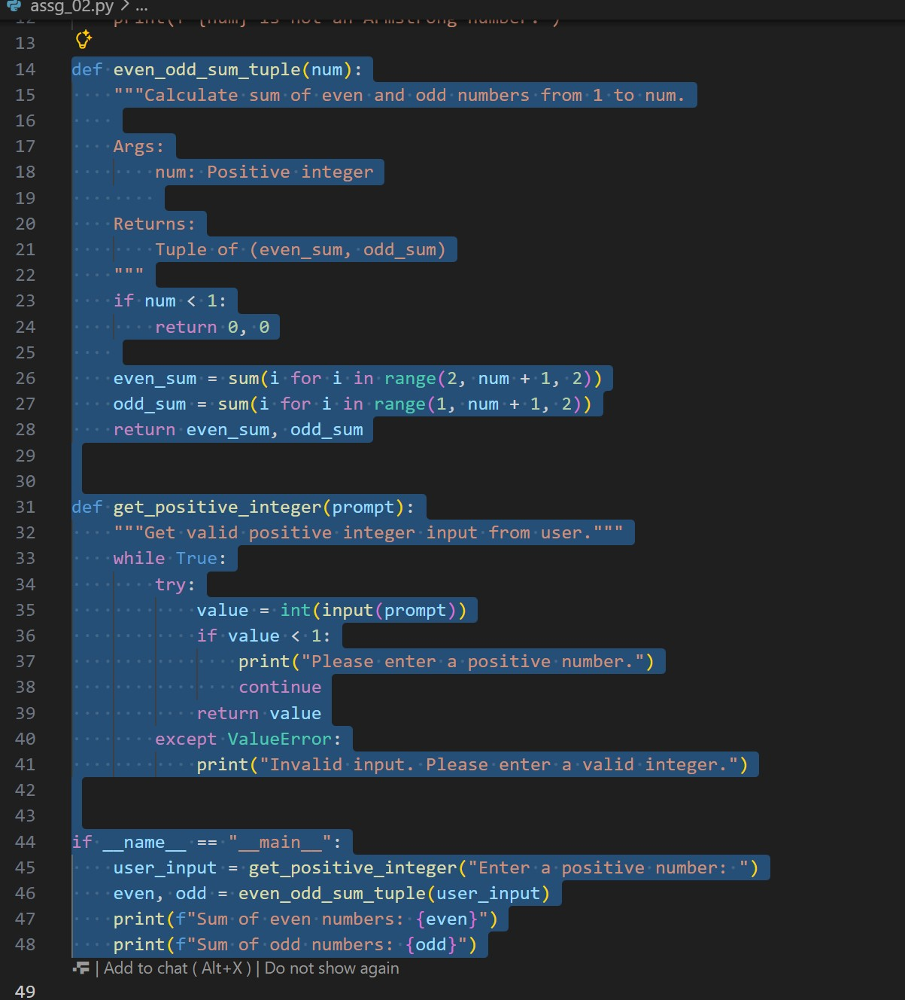 assg_02.py > ...
12 print(f"{num} is not an Armstrong number.")
13
14 def even_odd_sum_tuple(num):
15     """Calculate sum of even and odd numbers from 1 to num.
16
17     Args:
18         num: Positive integer
19
20     Returns:
21         Tuple of (even_sum, odd_sum)
22     """
23     if num < 1:
24         return 0, 0
25
26     even_sum = sum(i for i in range(2, num + 1, 2))
27     odd_sum = sum(i for i in range(1, num + 1, 2))
28     return even_sum, odd_sum
29
30
31 def get_positive_integer(prompt):
32     """Get valid positive integer input from user."""
33     while True:
34         try:
35             value = int(input(prompt))
36             if value < 1:
37                 print("Please enter a positive number.")
38                 continue
39             return value
40         except ValueError:
41             print("Invalid input. Please enter a valid integer.")
42
43
44 if __name__ == "__main__":
45     user_input = get_positive_integer("Enter a positive number: ")
46     even, odd = even_odd_sum_tuple(user_input)
47     print(f"Sum of even numbers: {even}")
48     print(f"Sum of odd numbers: {odd}")
| Add to chat ( Alt+X ) | Do not show again
49